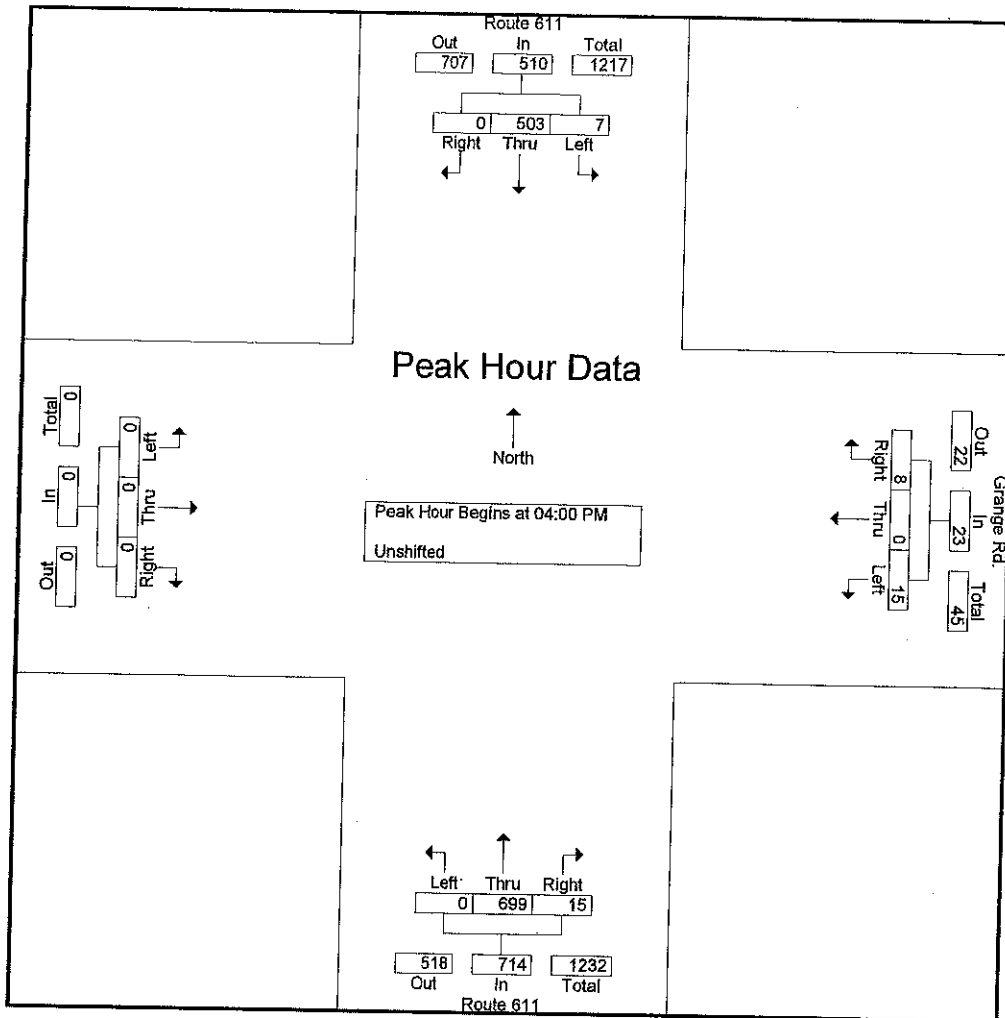 Route 611
Out In Total
707 510 1217
0 503 7
Right Thru Left
Peak Hour Data
North
Peak Hour Begins at 04:00 PM
Unshifted
Total In Out
0 0 0
0 0 0
Left Thru Right
Grange Rd.
Out In Total
22 23 45
8 0 15
Right Thru Left
Left Thru Right
0 699 15
518 714 1232
Out In Total
Route 611